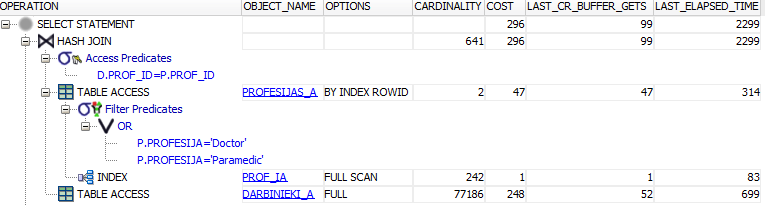 OPERATION OBJECT_NAME OPTIONS CARDINALITY COST LAST_CR_BUFFER_GETS LAST_ELAPSED_TIME
SELECT STATEMENT 296 99 2299
HASH JOIN 641 296 99 2299
Access Predicates
D.PROF_ID=P.PROF_ID
TABLE ACCESS PROFESIJAS_A BY INDEX ROWID 2 47 47 314
Filter Predicates
OR
P.PROFESIJA='Doctor'
P.PROFESIJA='Paramedic'
INDEX PROF_IA FULL SCAN 242 1 1 83
TABLE ACCESS DARBINIEKI_A FULL 77186 248 52 699